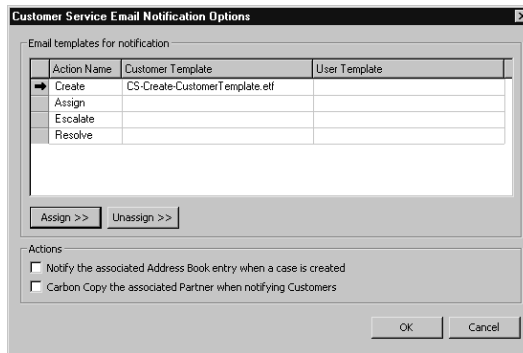 Customer Service Email Notification Options
Email templates for notification
Action Name Customer Template User Template
Create CS-Create-CustomerTemplate.etf
Assign
Escalate
Resolve
Assign >> Unassign >>
Actions
Notify the associated Address Book entry when a case is created
Carbon Copy the associated Partner when notifying Customers
OK Cancel